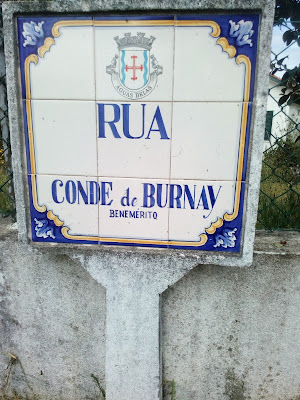 ÁGUAS BELAS
RUA
CONDE de BURNAY
BENEMÉRITO